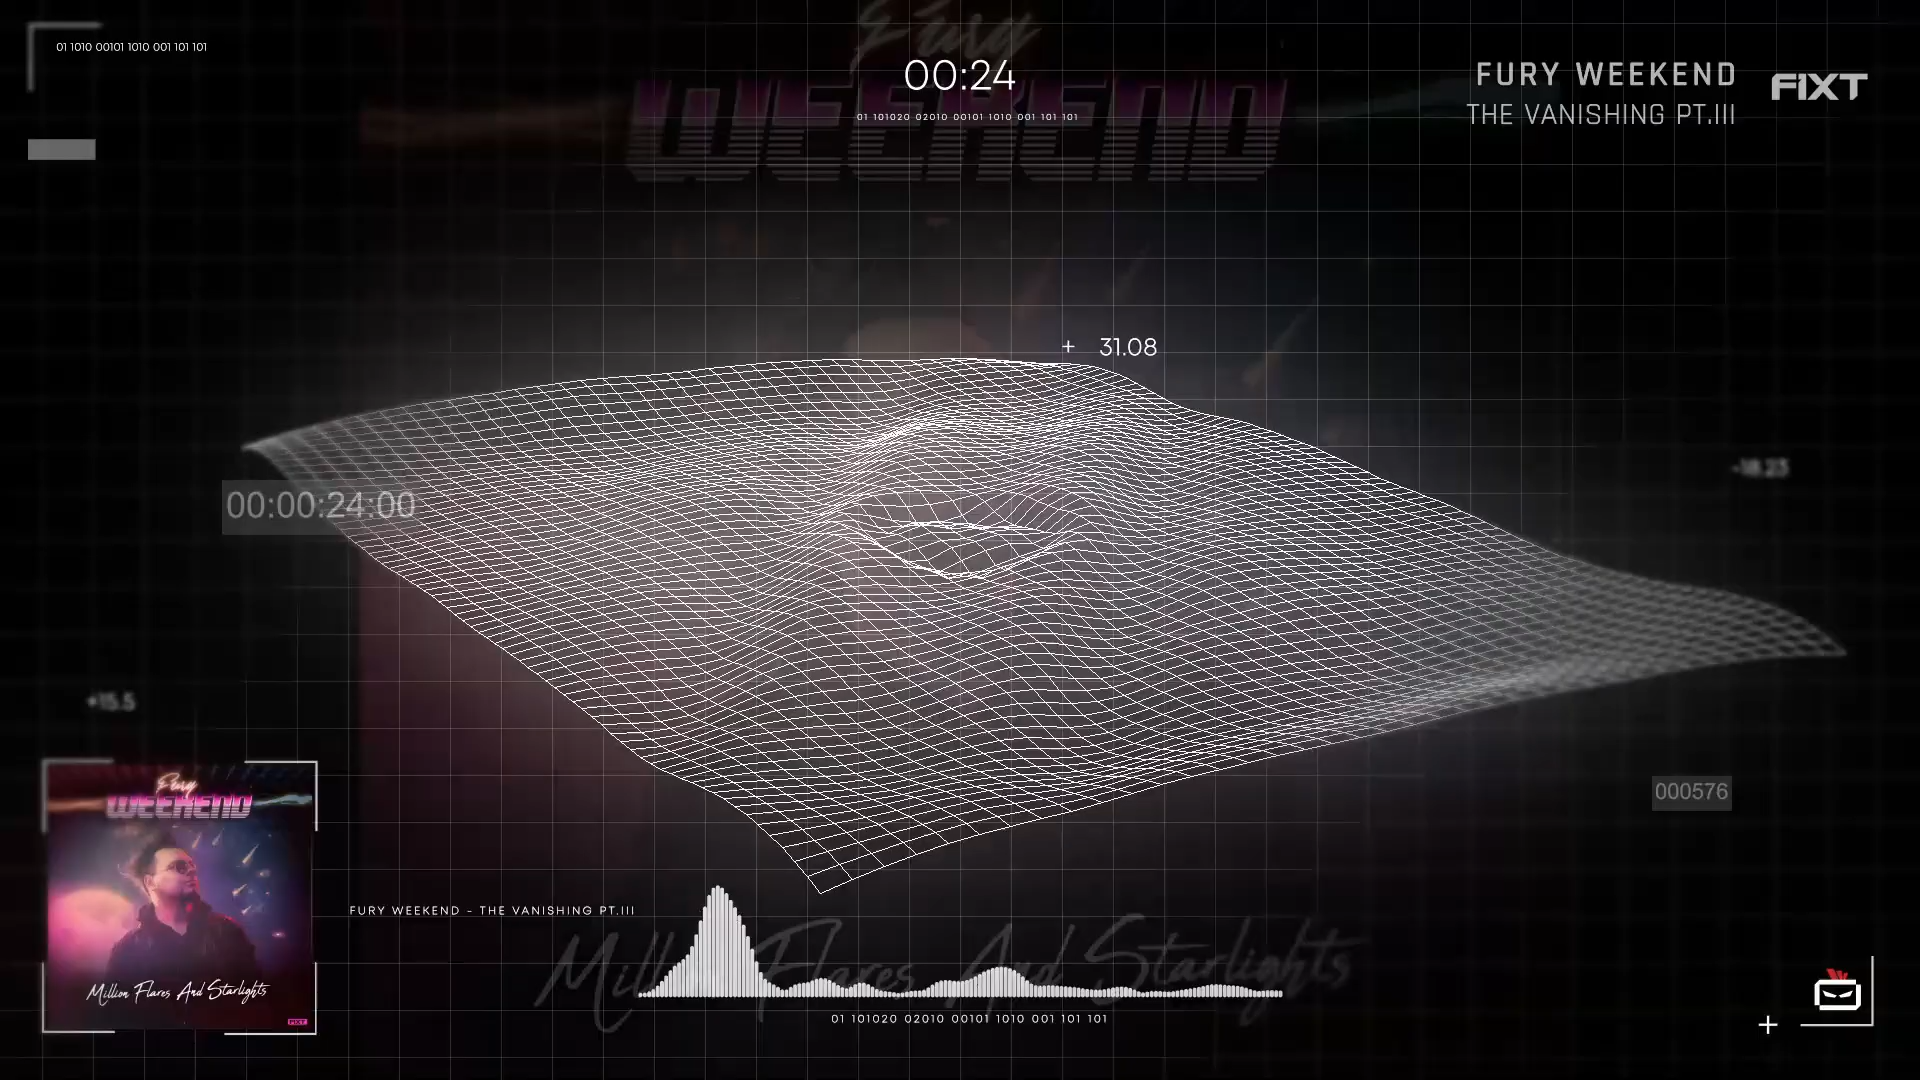 01 1010 00101 1010 001 101 101
Fury
WEEKEND
00:24
01 101020 02010 00101 1010 001 101 101
FURY WEEKEND
THE VANISHING PT.III
FIXT
+ 31.08
-18.23
00:00:24:00
+15.5
000576
Fury
WEEKEND
Million Flares And Starlights
FIXT
FURY WEEKEND - THE VANISHING PT.III
Million Flares And Starlights
01 101020 02010 00101 1010 001 101 101
+